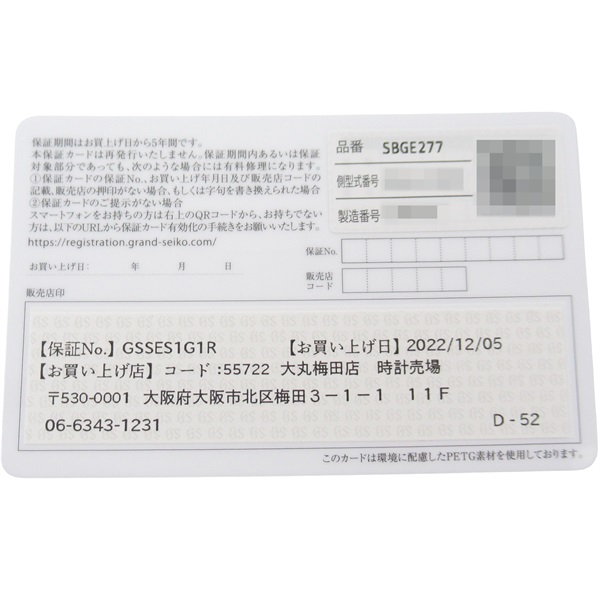 保証期間はお買上げ日から5年間です。
本保証カードは再発行いたしません。保証期間内あるいは保証
対象部分であっても、次のような場合には有料修理になります。
①保証カードの保証No.、お買上げ年月日及び販売店コードの
記載、販売店の押印がない場合、もしくは字句を書き換えられた場合
②保証カードのご提示がない場合
スマートフォンをお持ちの方は右上のQRコードから、お持ちでない
方は、以下のURLから保証カード有効化の手続きをお願いいたします。
https://registration.grand-seiko.com/
お買い上げ日： 年 月 日
販売店印
品番 SBGE277
側型式番号
製造番号
保証No.
販売店
コード
【保証No.】GSSES1G1R 【お買い上げ日】2022/12/05
【お買い上げ店】コード：55722 大丸梅田店 時計売場
〒530-0001 大阪府大阪市北区梅田３－１－１ １１Ｆ
06-6343-1231 D - 52
このカードは環境に配慮したPETG素材を使用しております。